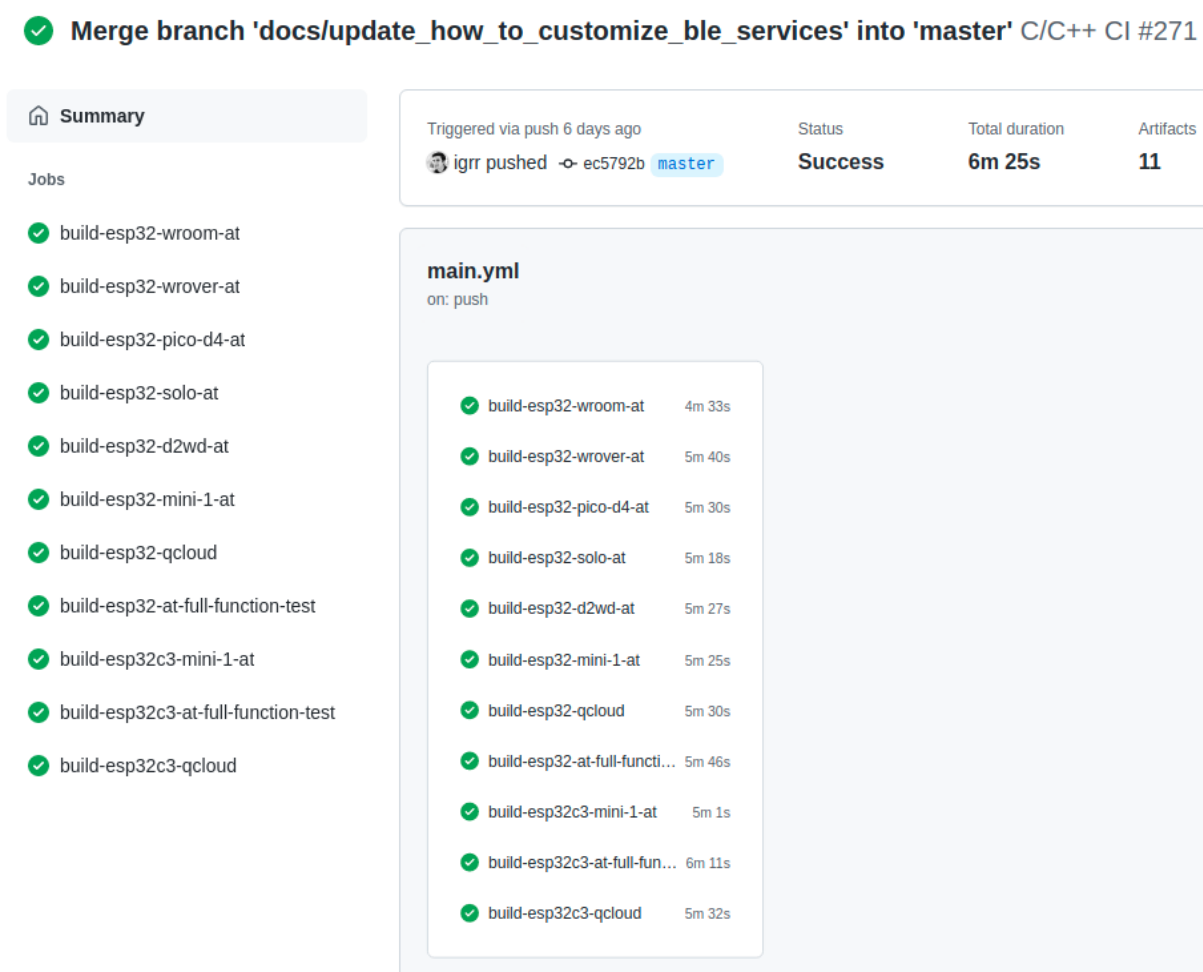 Merge branch 'docs/update_how_to_customize_ble_services' into 'master' C/C++ CI #271
Summary
Jobs
build-esp32-wroom-at
build-esp32-wrover-at
build-esp32-pico-d4-at
build-esp32-solo-at
build-esp32-d2wd-at
build-esp32-mini-1-at
build-esp32-qcloud
build-esp32-at-full-function-test
build-esp32c3-mini-1-at
build-esp32c3-at-full-function-test
build-esp32c3-qcloud
Triggered via push 6 days ago
igrr pushed ec5792b master
Status
Success
Total duration
6m 25s
Artifacts
11
main.yml
on: push
build-esp32-wroom-at 4m 33s
build-esp32-wrover-at 5m 40s
build-esp32-pico-d4-at 5m 30s
build-esp32-solo-at 5m 18s
build-esp32-d2wd-at 5m 27s
build-esp32-mini-1-at 5m 25s
build-esp32-qcloud 5m 30s
build-esp32-at-full-functi... 5m 46s
build-esp32c3-mini-1-at 5m 1s
build-esp32c3-at-full-fun... 6m 11s
build-esp32c3-qcloud 5m 32s